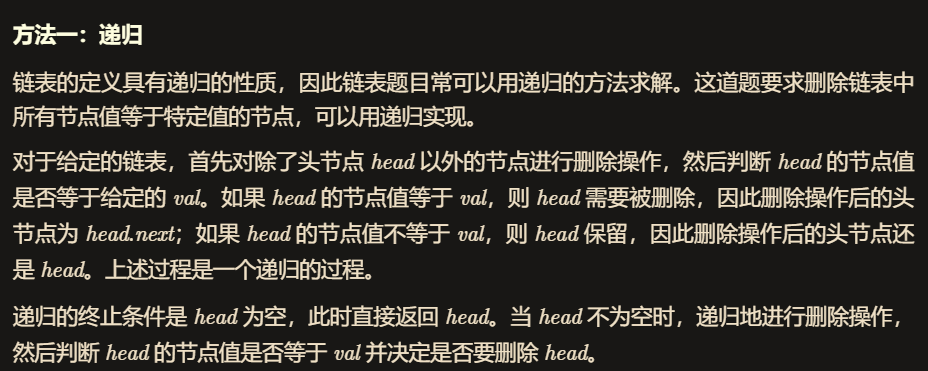 方法一：递归
链表的定义具有递归的性质，因此链表题目常可以用递归的方法求解。这道题要求删除链表中
所有节点值等于特定值的节点，可以用递归实现。
对于给定的链表，首先对除了头节点 head 以外的节点进行删除操作，然后判断 head 的节点值
是否等于给定的 val。如果 head 的节点值等于 val，则 head 需要被删除，因此删除操作后的头
节点为 head.next；如果 head 的节点值不等于 val，则 head 保留，因此删除操作后的头节点还
是 head。上述过程是一个递归的过程。
递归的终止条件是 head 为空，此时直接返回 head。当 head 不为空时，递归地进行删除操作，
然后判断 head 的节点值是否等于 val 并决定是否要删除 head。